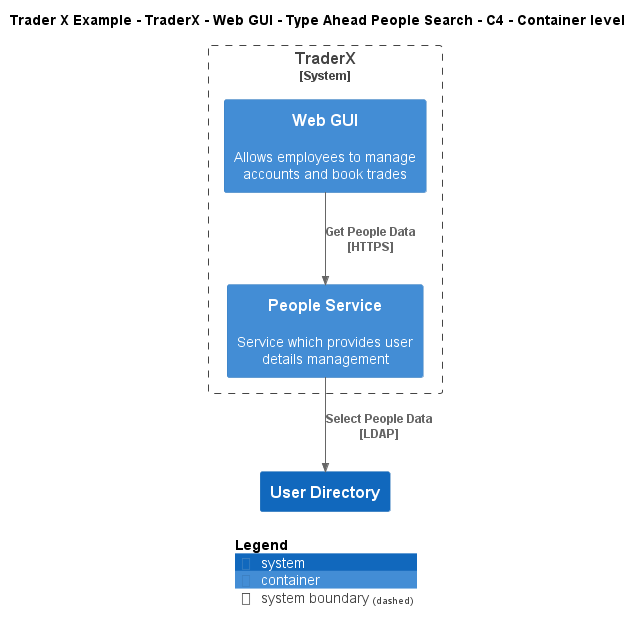 Trader X Example - TraderX - Web GUI - Type Ahead People Search - C4 - Container level
TraderX
[System]
Web GUI
Allows employees to manage
accounts and book trades
Get People Data
[HTTPS]
People Service
Service which provides user
details management
Select People Data
[LDAP]
User Directory
Legend
system
container
system boundary (dashed)